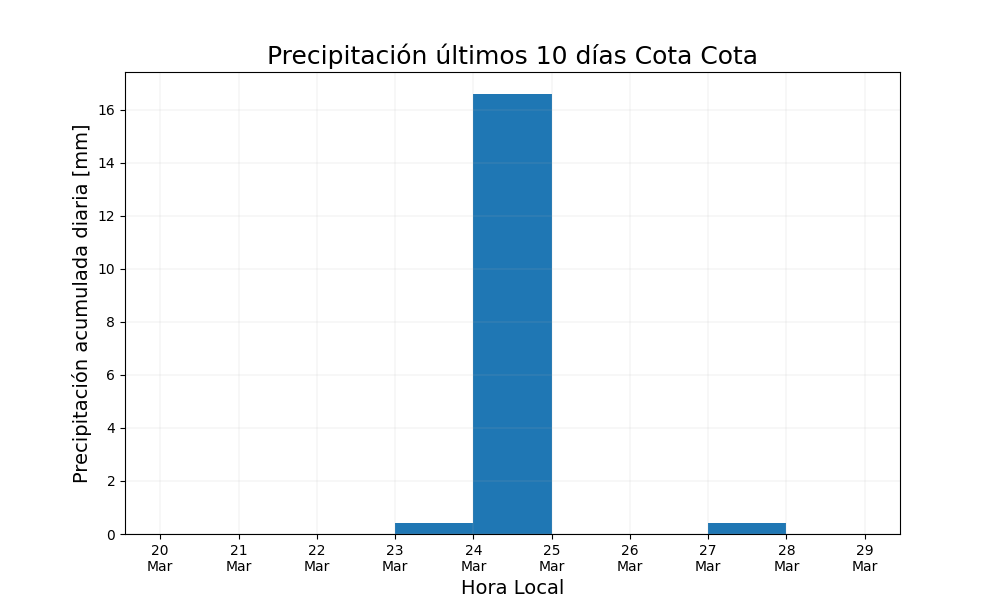 Precipitación últimos 10 días Cota Cota
Precipitación acumulada diaria [mm]
16
14
12
10
8
6
4
2
0
20 21 22 23 24 25 26 27 28 29
Mar Mar Mar Mar Mar Mar Mar Mar Mar Mar
Hora Local